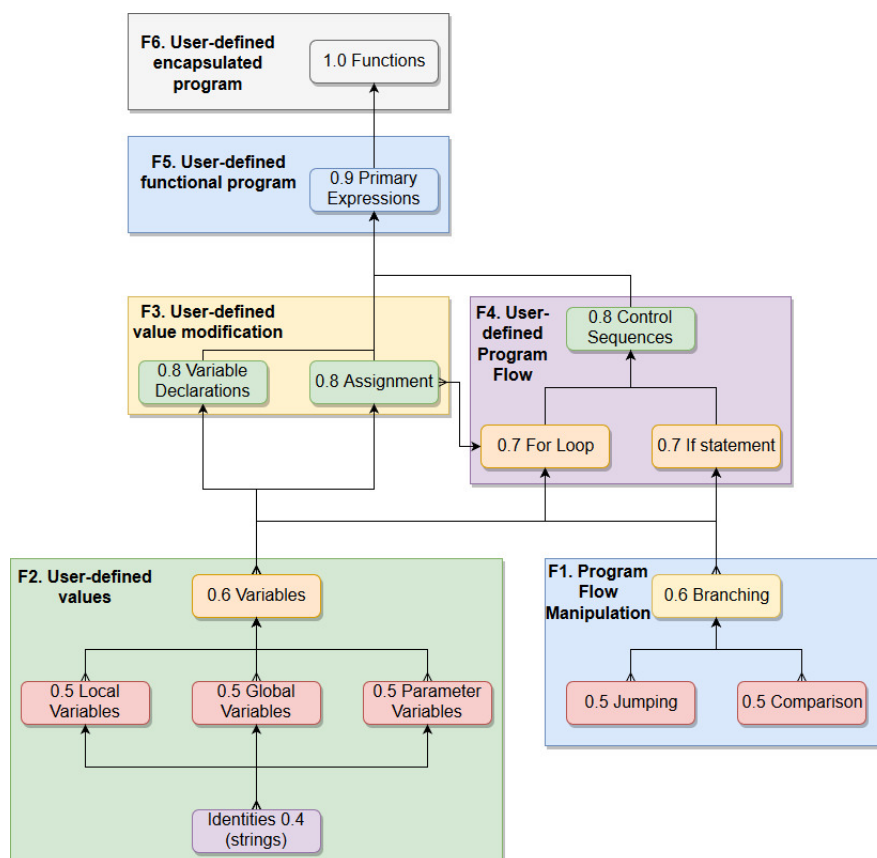 F6. User-defined
encapsulated
program
1.0 Functions
F5. User-defined
functional program
0.9 Primary
Expressions
F3. User-defined
value modification
0.8 Variable
Declarations
0.8 Assignment
F4. User-
defined
Program
Flow
0.8 Control
Sequences
0.7 For Loop
0.7 If statement
F2. User-defined
values
0.6 Variables
0.5 Local
Variables
0.5 Global
Variables
0.5 Parameter
Variables
Identities 0.4
(strings)
F1. Program
Flow
Manipulation
0.6 Branching
0.5 Jumping
0.5 Comparison